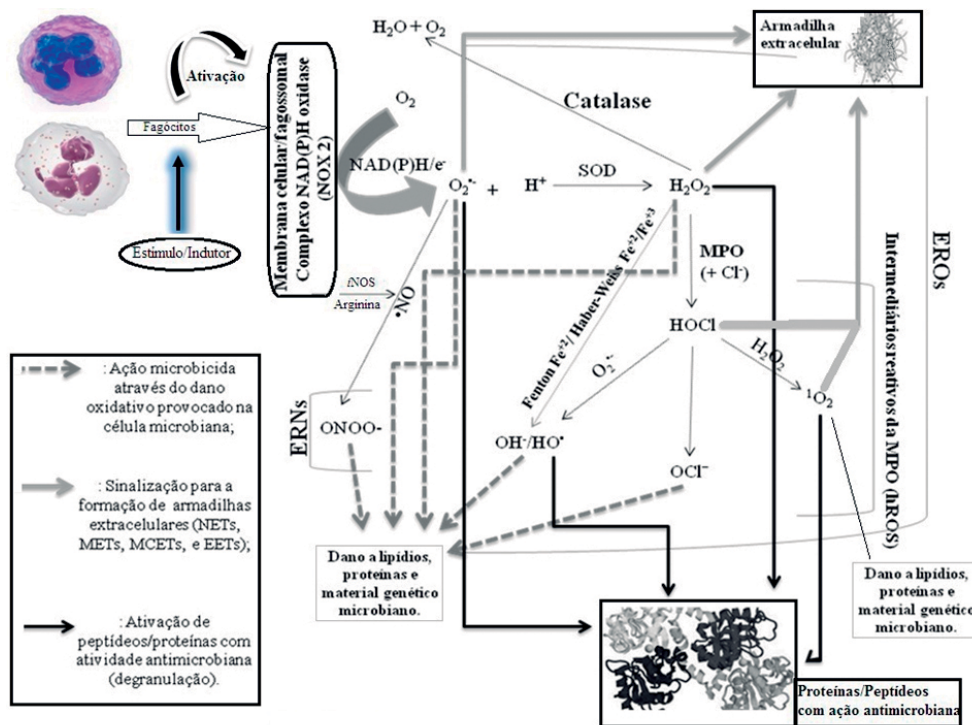 H₂O + O₂
Armadilha
extracelular
Ativação
O₂
Catalase
Fagócitos
Membrana celular/fagossomal
Complexo NAD(P)H oxidase
(NOX 2)
NAD(P)H/e⁻
O₂•⁻ + H⁺
SOD
H₂O₂
Estímulo/Indutor
MPO
(+ Cl⁻)
iNOS
Arginina
•NO
Fenton Fe⁺²/ Haber-Weiss Fe⁺²/Fe⁺³
HOCl
H₂O₂
O₂•⁻
¹O₂
Intermediários reativos da MPO (hROS)
EROs
ERNs
ONOO-
OH⁻/HO•
OCl⁻
: Ação microbicida
através do dano
oxidativo provocado na
célula microbiana;
: Sinalização para a
formação de armadilhas
extracelulares (NETs,
METs, MCETs, e EETs);
: Ativação de
peptídeos/proteínas com
atividade antimicrobiana
(degranulação).
Dano a lipídios,
proteínas e
material genético
microbiano.
Dano a lipídios,
proteínas e
material genético
microbiano.
Proteínas/Peptídeos
com ação antimicrobiana